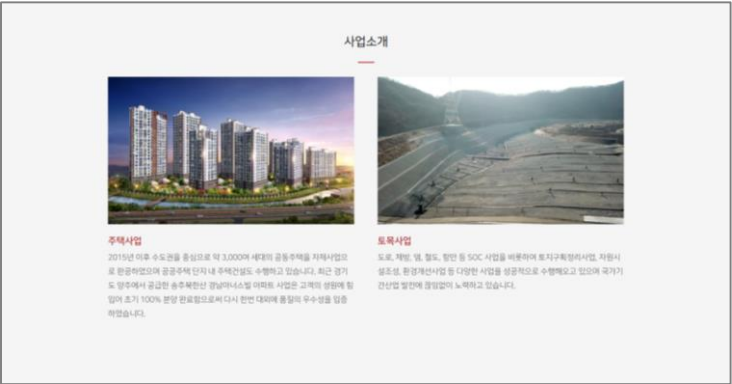 사업소개
주택사업
2015년 이후 수도권을 중심으로 약 3,000여 세대의 공동주택을 자체사업으
로 완공하였으며 공공주택 단지 내 주택건설도 수행하고 있습니다. 최근 경기
도 양주에서 공급한 송추북한산 경남아너스빌 아파트 사업은 고객의 성원에 힘
입어 초기 100% 분양 완료함으로써 다시 한번 대외에 품질의 우수성을 입증
하였습니다.
토목사업
도로, 제방, 댐, 철도, 항만 등 SOC 사업을 비롯하여 토지구획정리사업, 자원시
설조성, 환경개선사업 등 다양한 사업을 성공적으로 수행해오고 있으며 국가기
간산업 발전에 끊임없이 노력하고 있습니다.